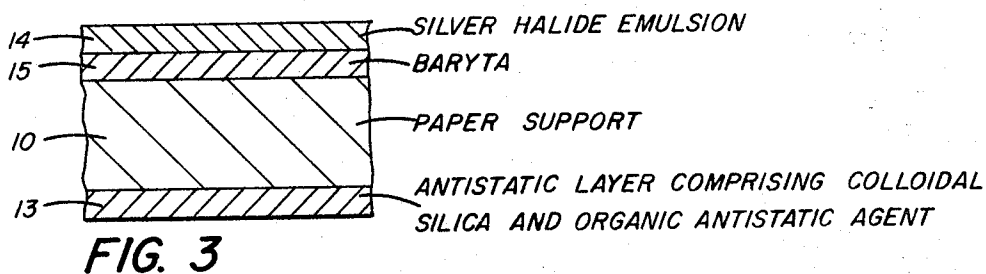 14
SILVER HALIDE EMULSION
15
BARYTA
10
PAPER SUPPORT
13
ANTISTATIC LAYER COMPRISING COLLOIDAL
SILICA AND ORGANIC ANTISTATIC AGENT
FIG. 3